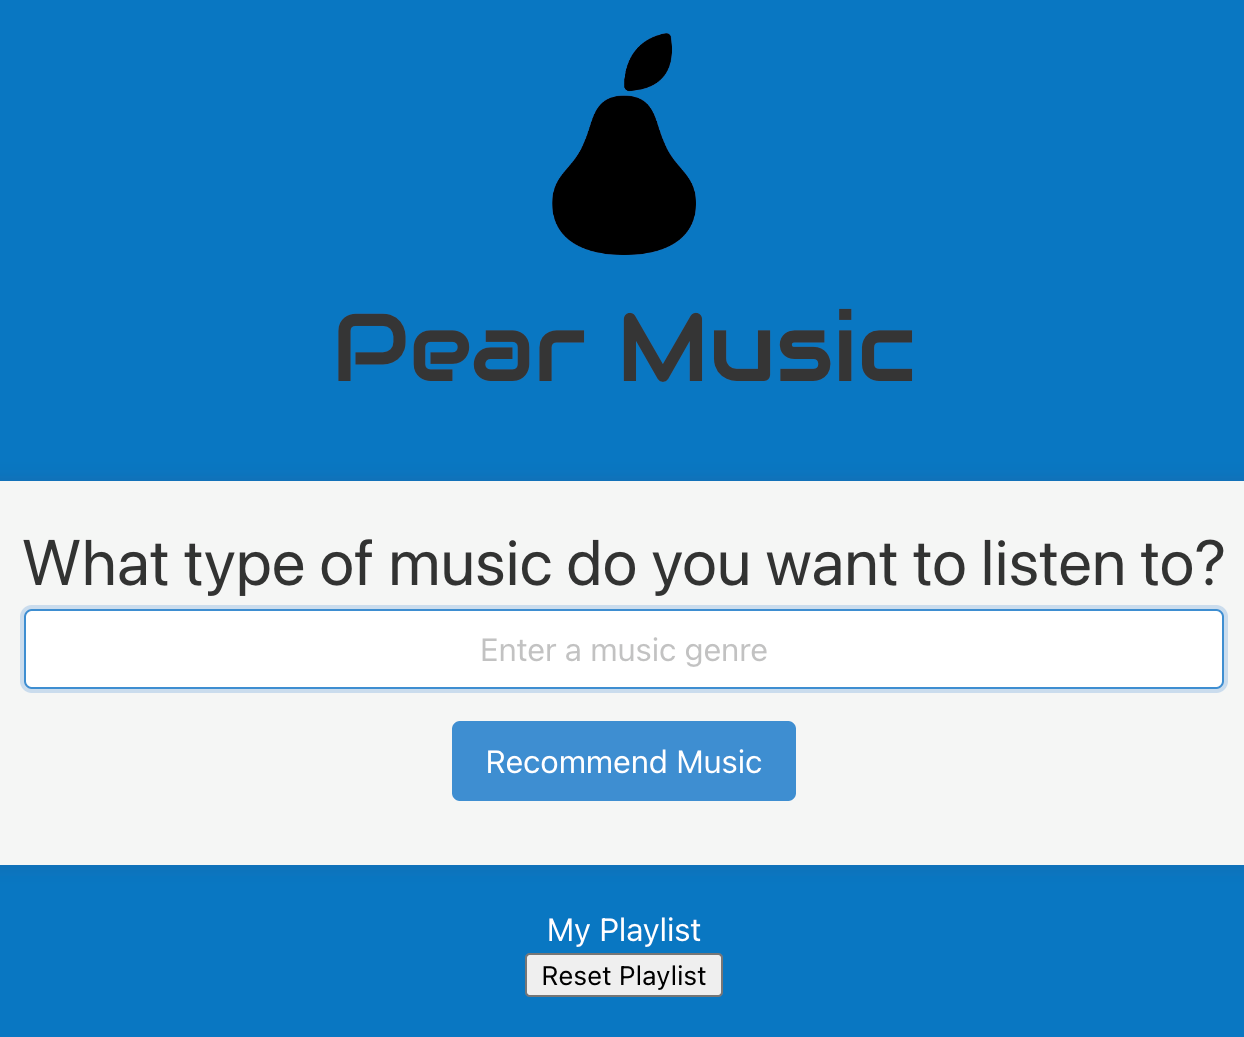 Pear Music
What type of music do you want to listen to?
Enter a music genre
Recommend Music
My Playlist
Reset Playlist